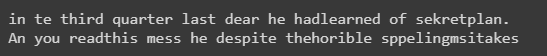 in te third quarter last dear he hadlearned of sekretplan.
An you readthis mess he despite thehorible sppelingmsitakes